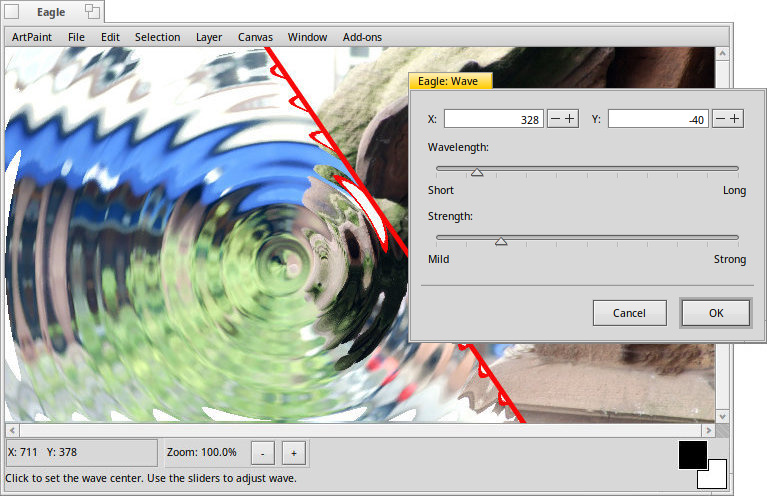 Eagle
ArtPaint File Edit Selection Layer Canvas Window Add-ons
Eagle: Wave
X: 328 Y: -40
Wavelength:
Short Long
Strength:
Mild Strong
Cancel OK
X: 711 Y: 378 Zoom: 100.0% - +
Click to set the wave center. Use the sliders to adjust wave.